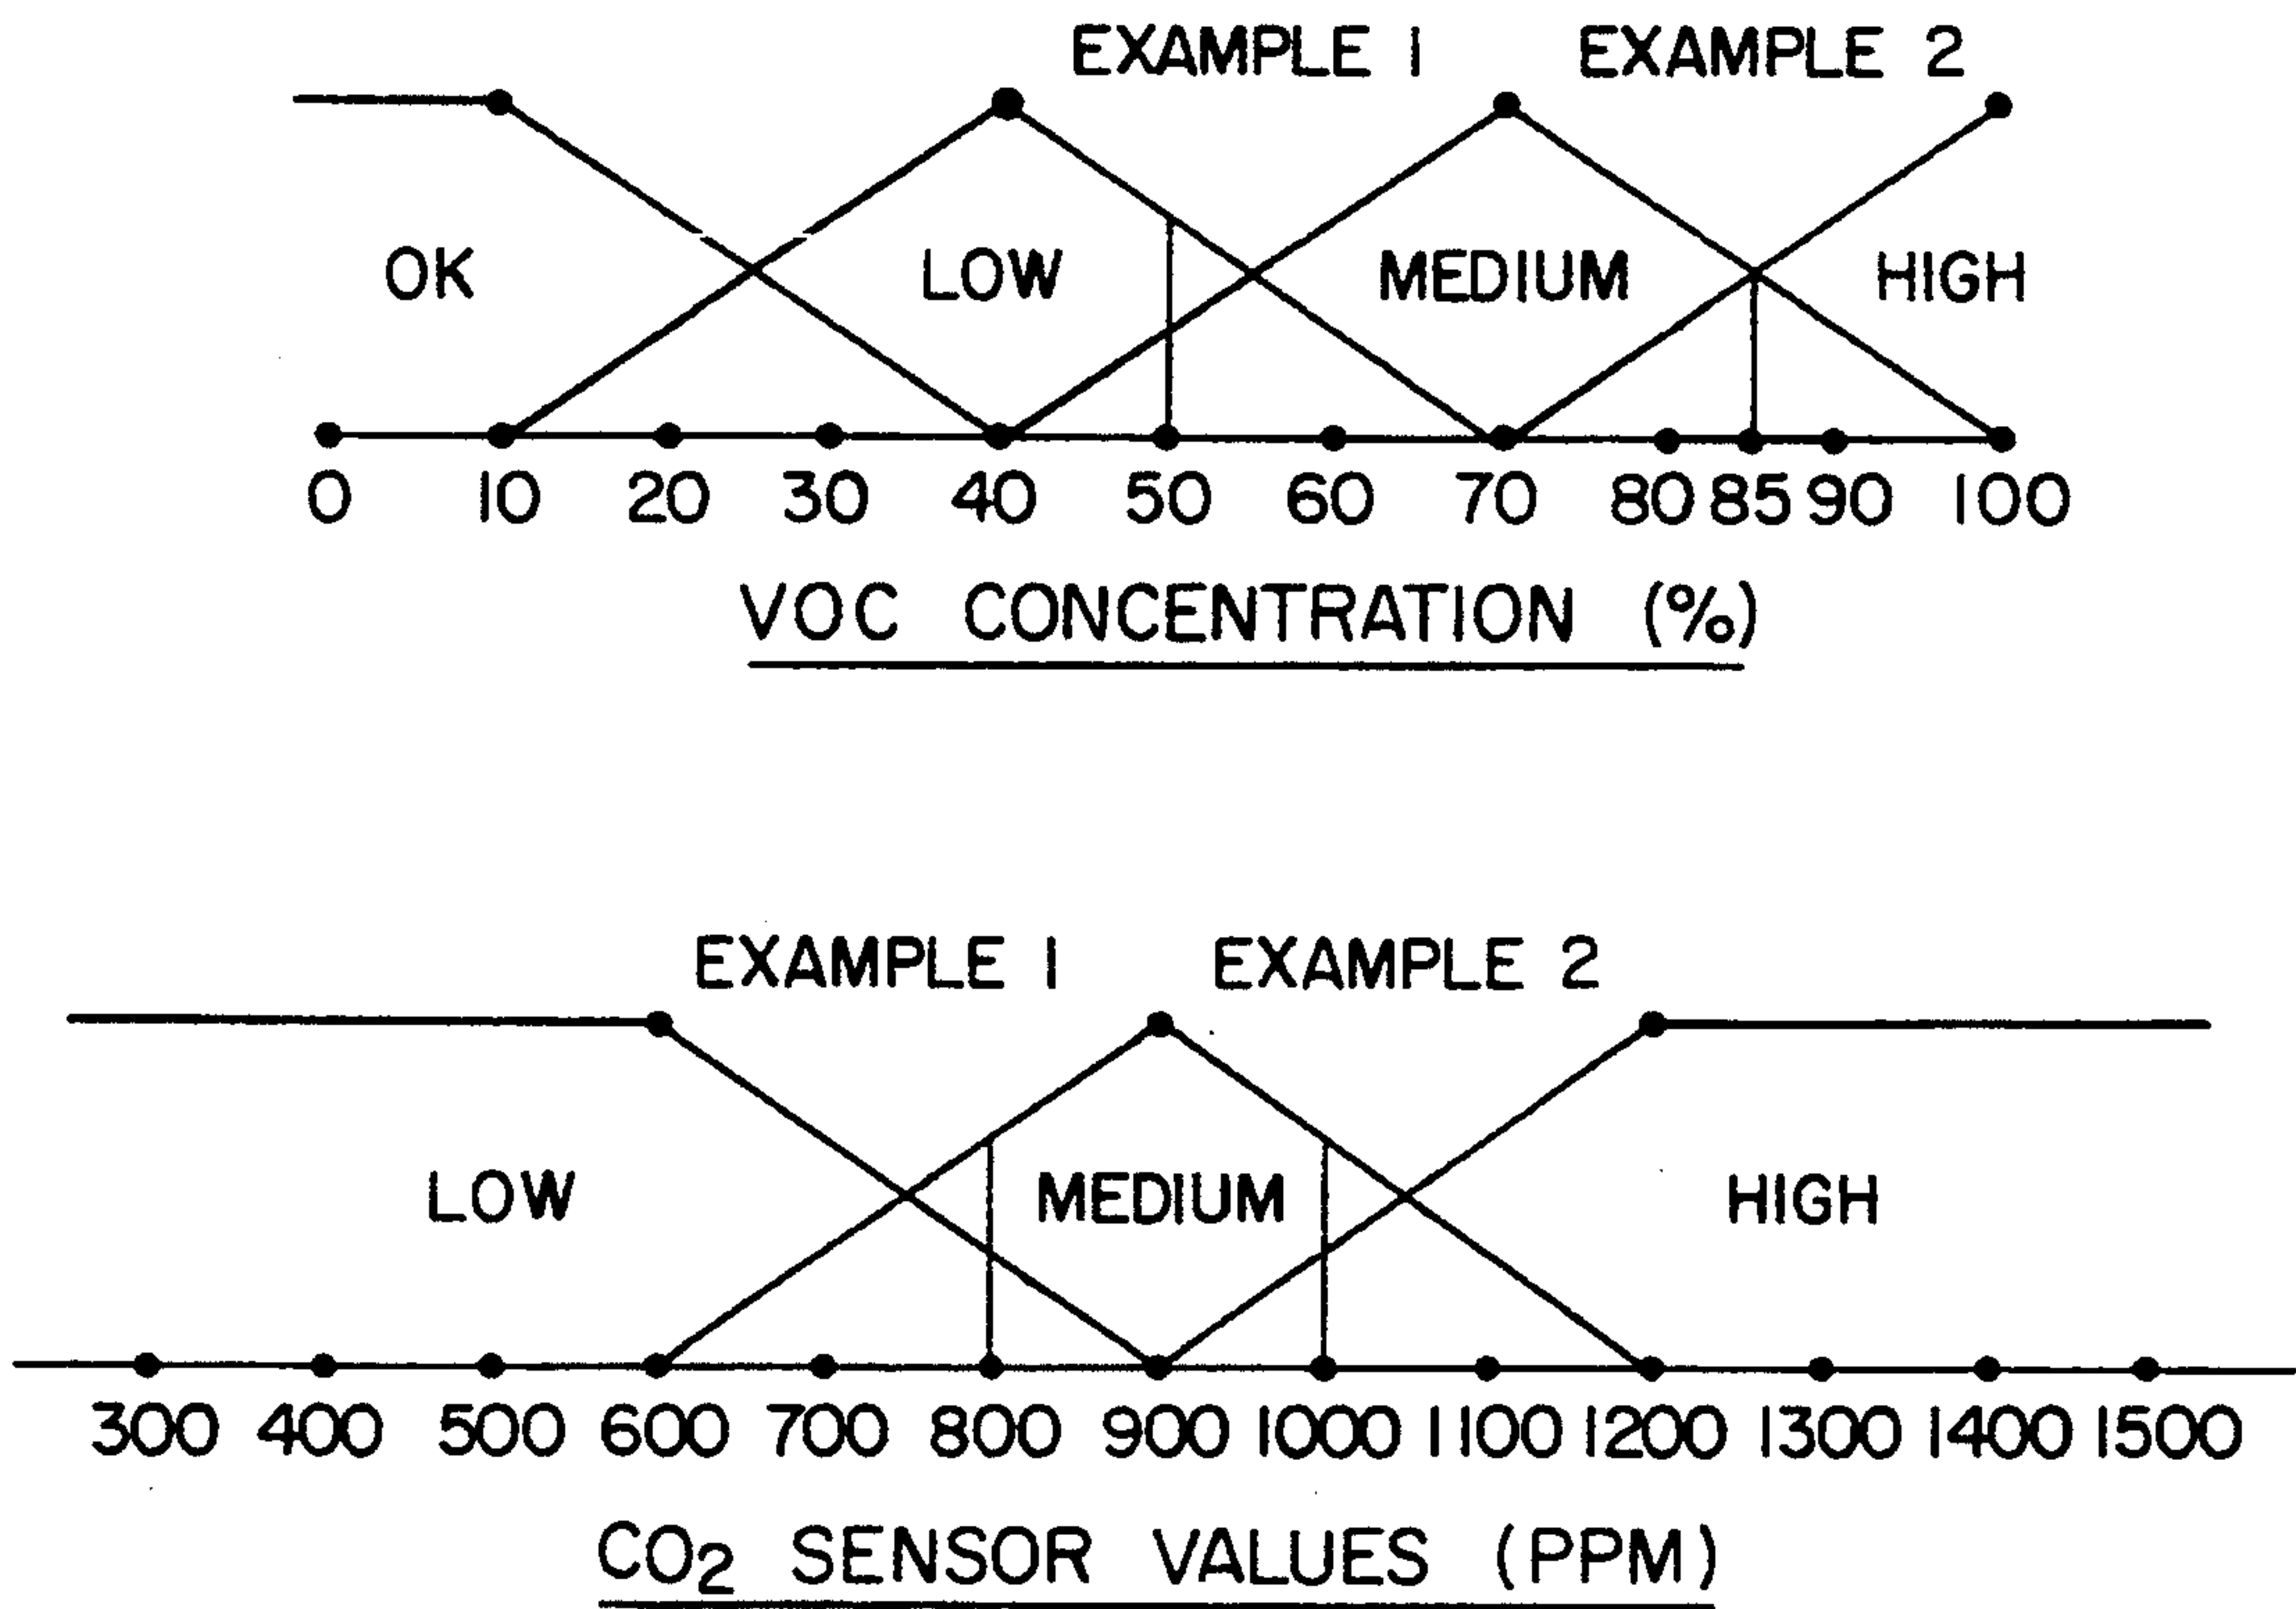 EXAMPLE 1 EXAMPLE 2
OK LOW MEDIUM HIGH
0 10 20 30 40 50 60 70 80 85 90 100
VOC CONCENTRATION (%)
EXAMPLE 1 EXAMPLE 2
LOW MEDIUM HIGH
300 400 500 600 700 800 900 1000 1100 1200 1300 1400 1500
CO₂ SENSOR VALUES (PPM)